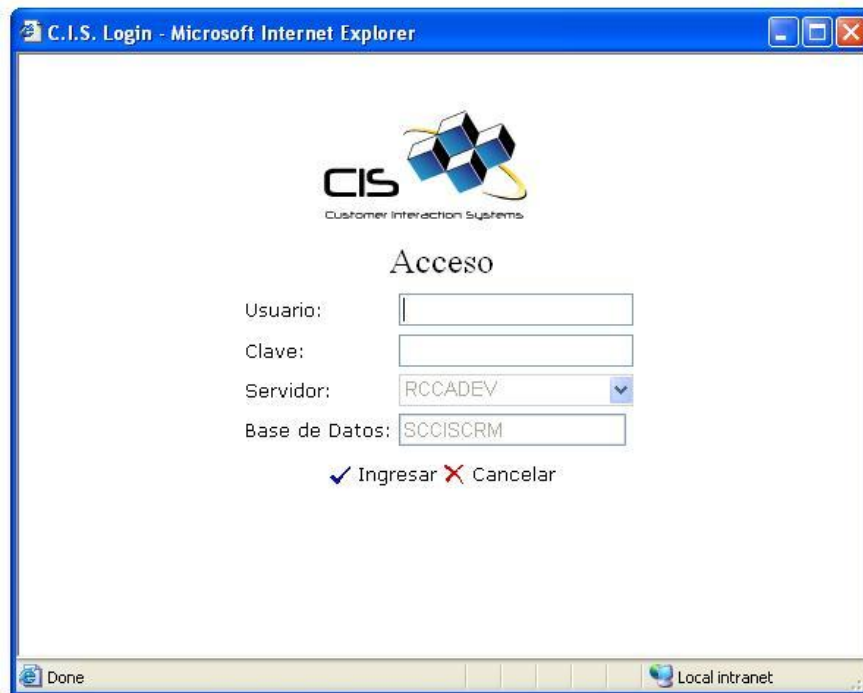 C.I.S. Login - Microsoft Internet Explorer
CIS
Customer Interaction Systems
Acceso
Usuario:
Clave:
Servidor: RCCADEV
Base de Datos: SCCISCRM
Ingresar Cancelar
Done Local intranet